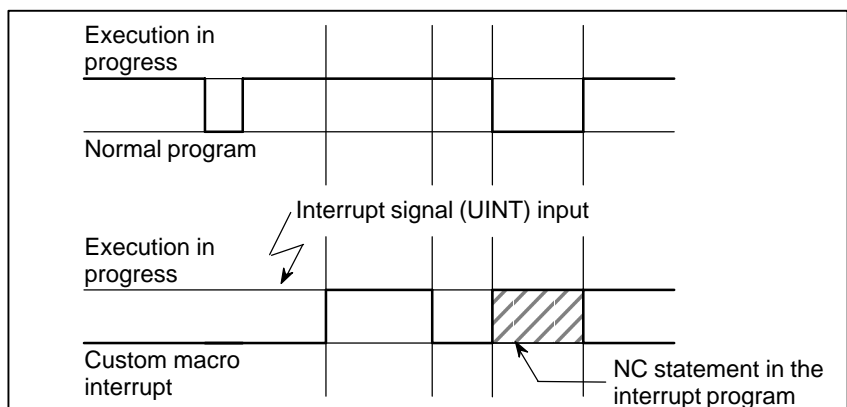 Execution in
progress
Normal program
Interrupt signal (UINT) input
Execution in
progress
Custom macro
interrupt
NC statement in the
interrupt program